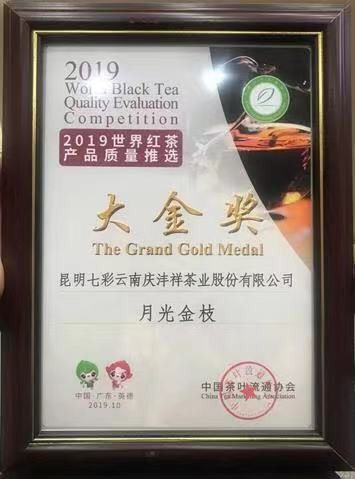 2019
World Black Tea
Quality Evaluation
Competition
2019世界红茶
产品质量推选
大金奖
The Grand Gold Medal
昆明七彩云南庆沣祥茶业股份有限公司
月光金枝
中国·广东·英德
2019.10
中国茶叶流通协会
China Tea Marketing Association